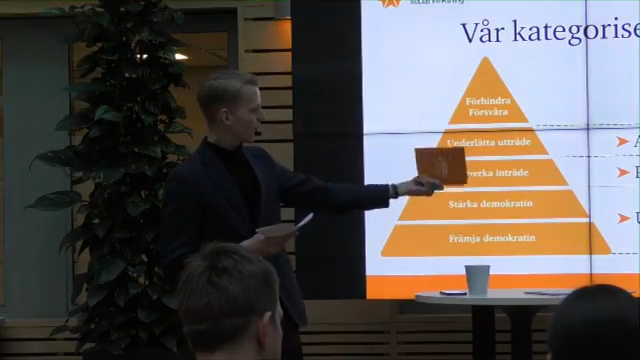 Vår kategorise
Förhindra
Försvåra
Underlätta utträde
verka inträde
Stärka demokratin
Främja demokratin